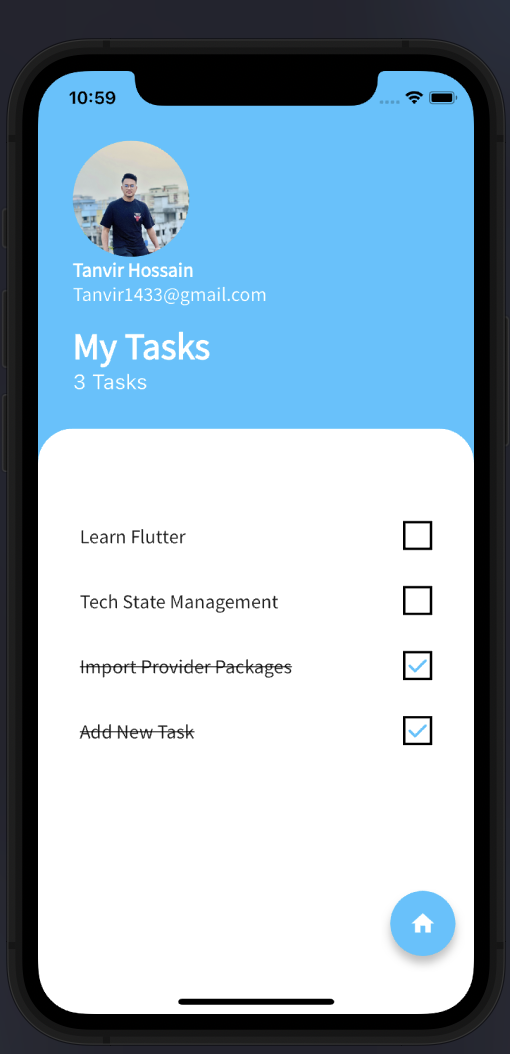 10:59
Tanvir Hossain
Tanvir1433@gmail.com
My Tasks
3 Tasks
Learn Flutter
Tech State Management
Import Provider Packages
Add New Task